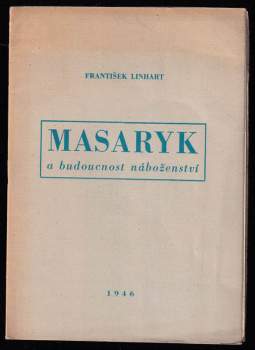 FRANTIŠEK LINHART
MASARYK
a budoucnost náboženství
1946